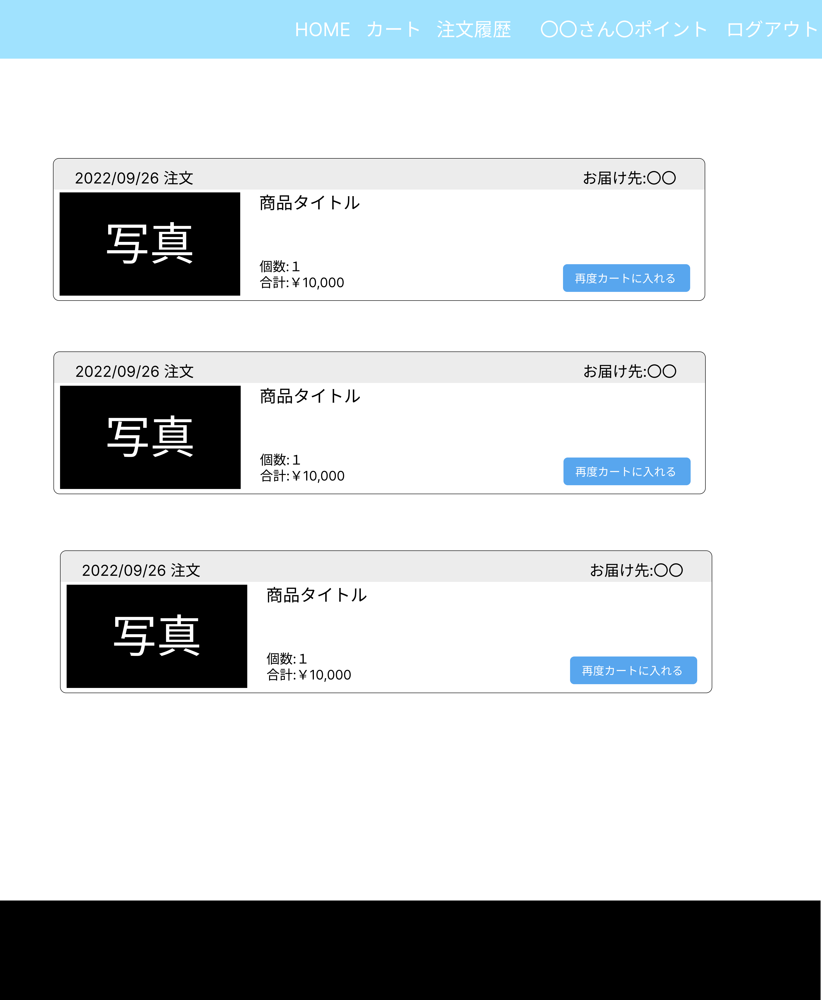 HOME カート 注文履歴 〇〇さん〇ポイント ログアウト
2022/09/26 注文 お届け先:〇〇
写真
商品タイトル
個数:１
合計:￥10,000
再度カートに入れる
2022/09/26 注文 お届け先:〇〇
写真
商品タイトル
個数:１
合計:￥10,000
再度カートに入れる
2022/09/26 注文 お届け先:〇〇
写真
商品タイトル
個数:１
合計:￥10,000
再度カートに入れる